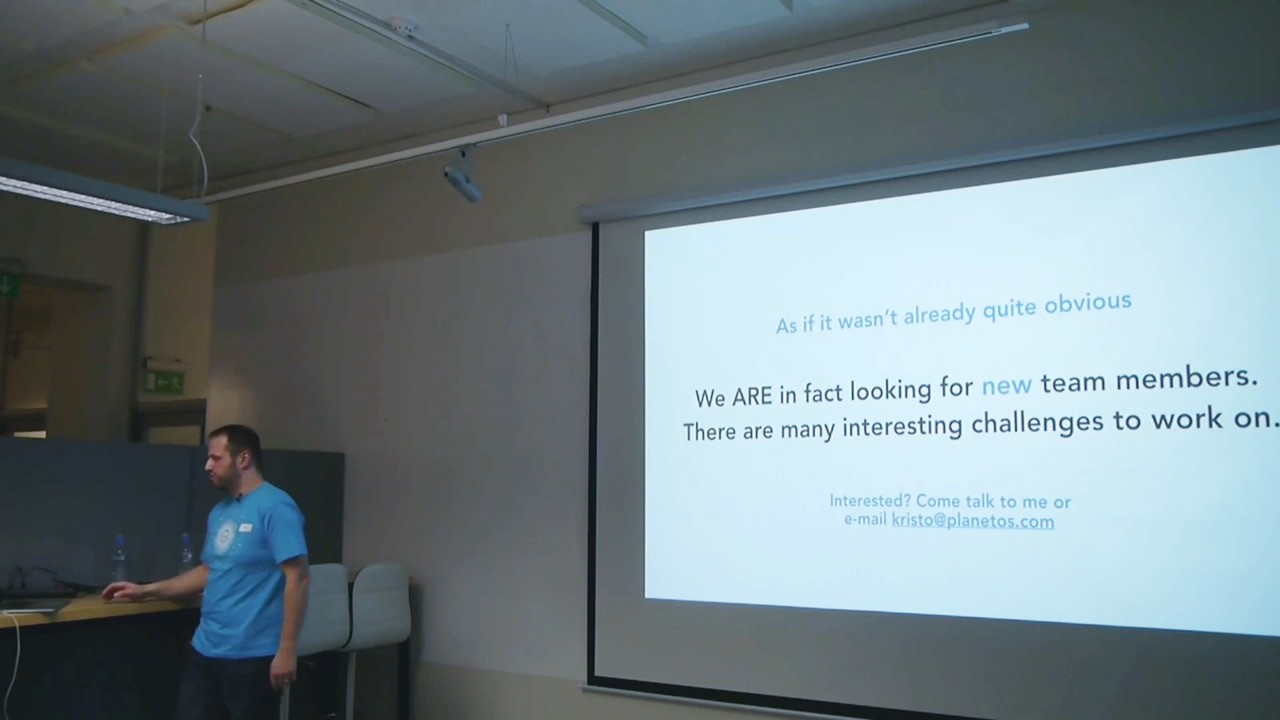 As if it wasn't already quite obvious
We ARE in fact looking for new team members.
There are many interesting challenges to work on.
Interested? Come talk to me or
e-mail kristo@planetos.com